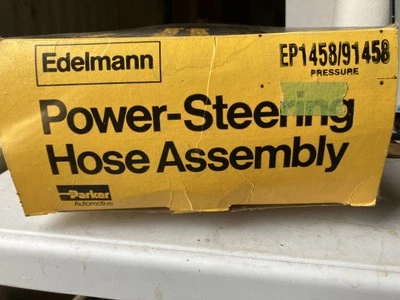 Edelmann
EP1458/91458
PRESSURE
Power-Steering
Hose Assembly
Parker
Automotive